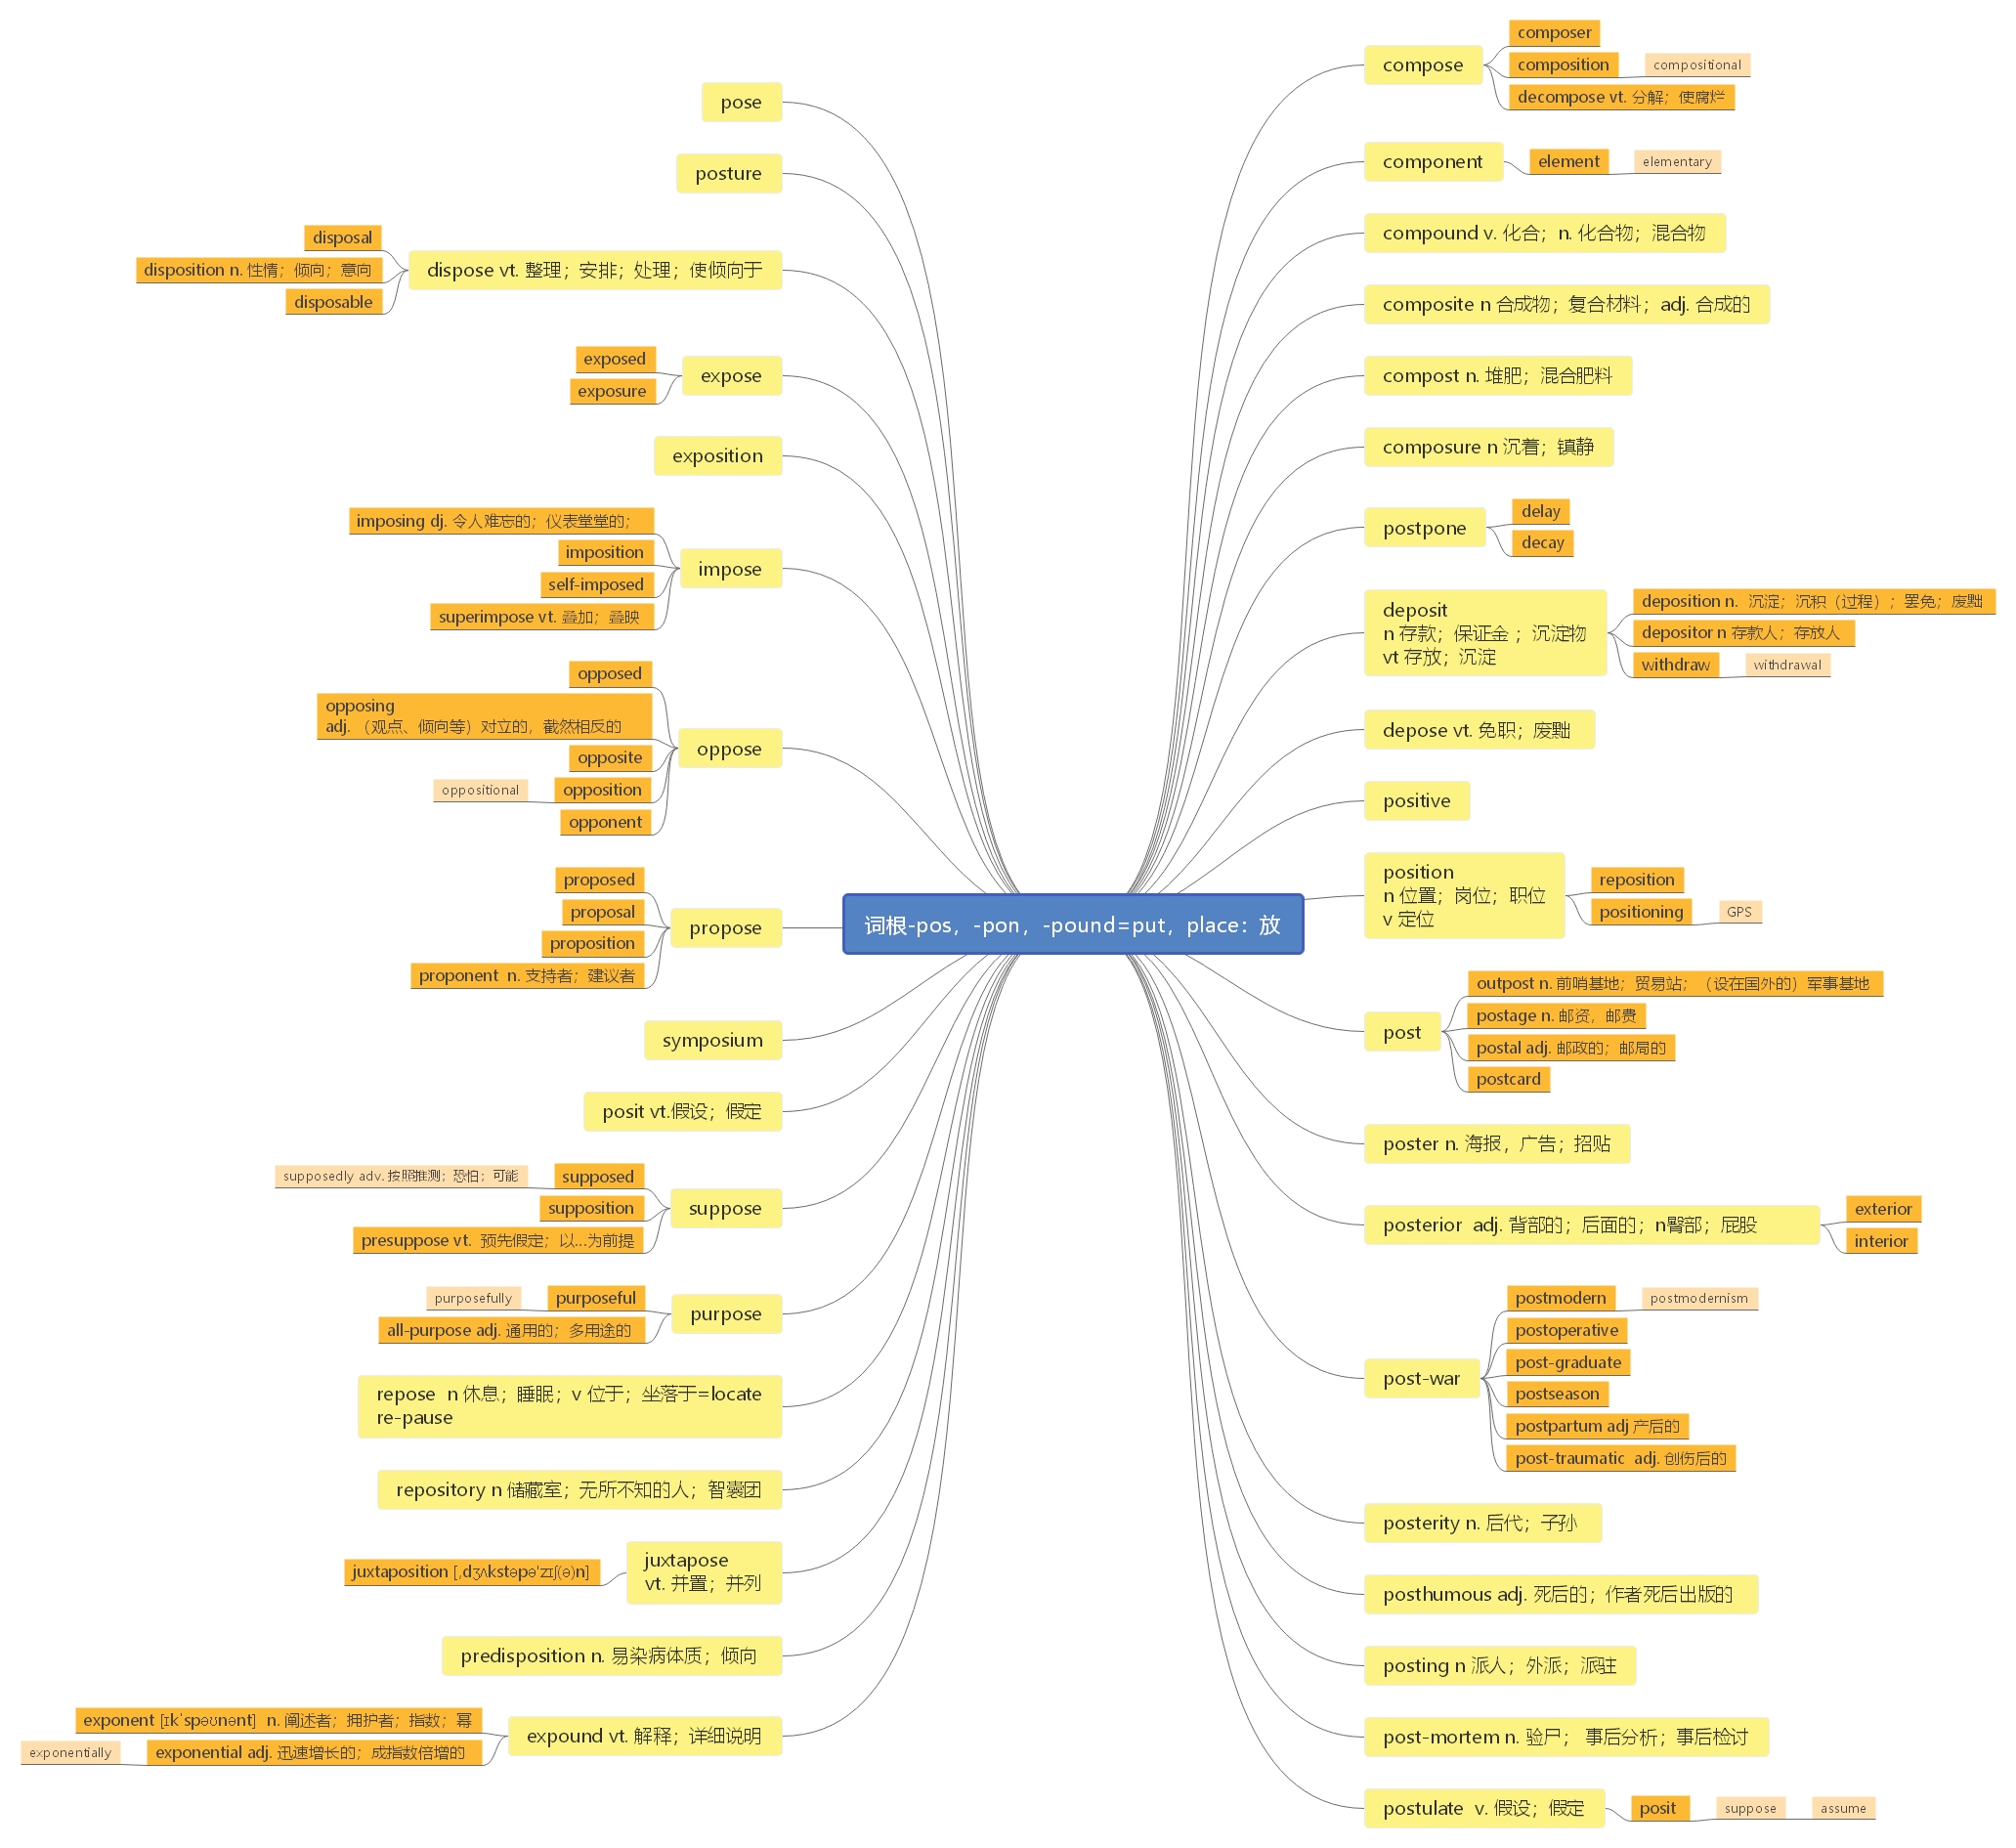 词根-pos，-pon，-pound=put，place：放
compose
composer
composition
compositional
decompose vt. 分解；使腐烂
component
element
elementary
compound v. 化合；n. 化合物；混合物
composite n 合成物；复合材料；adj. 合成的
compost n. 堆肥；混合肥料
composure n 沉着；镇静
postpone
delay
decay
deposit
n 存款；保证金 ；沉淀物
vt 存放；沉淀
deposition n.  沉淀；沉积（过程）；罢免；废黜
depositor n 存款人；存放人
withdraw
withdrawal
depose vt. 免职；废黜
positive
position
n 位置；岗位；职位
v 定位
reposition
positioning
GPS
post
outpost n. 前哨基地；贸易站；（设在国外的）军事基地
postage n. 邮资，邮费
postal adj. 邮政的；邮局的
postcard
poster n. 海报，广告；招贴
posterior  adj. 背部的；后面的；n臀部；屁股
exterior
interior
post-war
postmodern
postmodernism
postoperative
post-graduate
postseason
postpartum adj 产后的
post-traumatic  adj. 创伤后的
posterity n. 后代；子孙
posthumous adj. 死后的；作者死后出版的
posting n 派人；外派；派驻
post-mortem n. 验尸； 事后分析；事后检讨
postulate  v. 假设；假定
posit
suppose
assume
pose
posture
dispose vt. 整理；安排；处理；使倾向于
disposal
disposition n. 性情；倾向；意向
disposable
expose
exposed
exposure
exposition
impose
imposing dj. 令人难忘的；仪表堂堂的；
imposition
self-imposed
superimpose vt. 叠加；叠映
oppose
opposed
opposing
adj. （观点、倾向等）对立的，截然相反的
opposite
opposition
oppositional
opponent
propose
proposed
proposal
proposition
proponent  n. 支持者；建议者
symposium
posit vt.假设；假定
suppose
supposed
supposedly adv. 按照推测；恐怕；可能
supposition
presuppose vt.  预先假定；以...为前提
purpose
purposeful
purposefully
all-purpose adj. 通用的；多用途的
repose  n 休息；睡眠；v 位于；坐落于=locate
re-pause
repository n 储藏室；无所不知的人；智囊团
juxtapose
vt. 并置；并列
juxtaposition [ˌdʒʌkstəpəˈzɪʃ(ə)n]
predisposition n. 易染病体质；倾向
expound vt. 解释；详细说明
exponent [ɪkˈspəʊnənt]  n. 阐述者；拥护者；指数；幂
exponential adj. 迅速增长的；成指数倍增的
exponentially